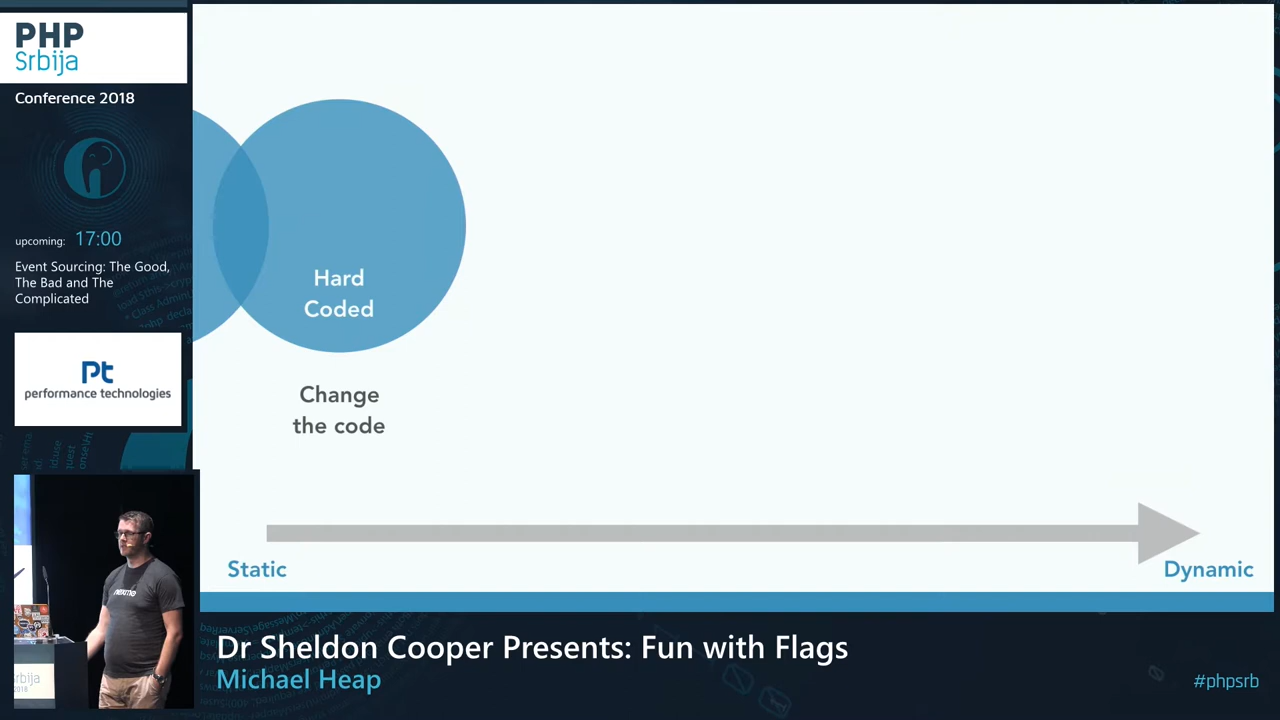 PHP
Srbija
Conference 2018
upcoming: 17:00
Event Sourcing: The Good,
The Bad and The
Complicated
Pt
performance technologies
Hard
Coded
Change
the code
Static
Dynamic
Dr Sheldon Cooper Presents: Fun with Flags
Michael Heap
#phpsrb